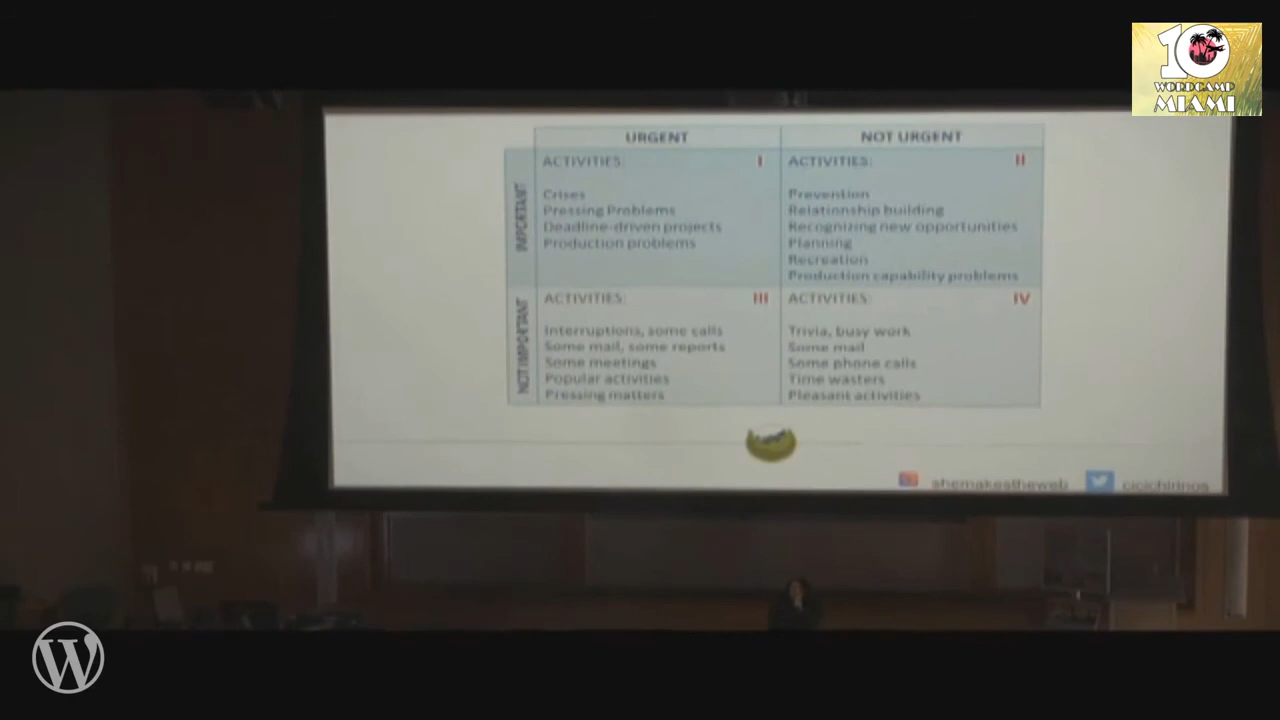 10
WORDCAMP
MIAMI
URGENT
NOT URGENT
IMPORTANT
ACTIVITIES: I
Crises
Pressing Problems
Deadline-driven projects
Production problems
ACTIVITIES: II
Prevention
Relationship building
Recognizing new opportunities
Planning
Recreation
Production capability problems
NOT IMPORTANT
ACTIVITIES: III
Interruptions, some calls
Some mail, some reports
Some meetings
Popular activities
Pressing matters
ACTIVITIES: IV
Trivia, busy work
Some mail
Some phone calls
Time wasters
Pleasant activities
shemakestheweb
cicichirinos
W